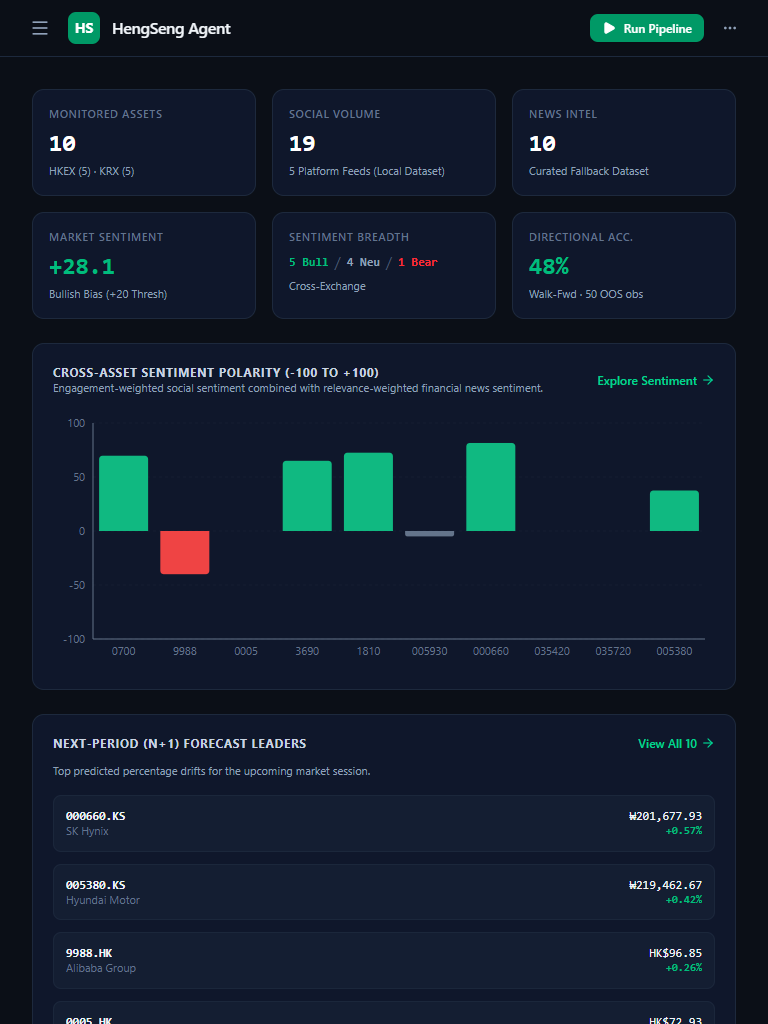 HS HengSeng Agent
Run Pipeline
MONITORED ASSETS
10
HKEX (5) · KRX (5)
SOCIAL VOLUME
19
5 Platform Feeds (Local Dataset)
NEWS INTEL
10
Curated Fallback Dataset
MARKET SENTIMENT
+28.1
Bullish Bias (+20 Thresh)
SENTIMENT BREADTH
5 Bull / 4 Neu / 1 Bear
Cross-Exchange
DIRECTIONAL ACC.
48%
Walk-Fwd · 50 OOS obs
CROSS-ASSET SENTIMENT POLARITY (-100 TO +100)
Engagement-weighted social sentiment combined with relevance-weighted financial news sentiment.
Explore Sentiment →
100
50
0
-50
-100
0700 9988 0005 3690 1810 005930 000660 035420 035720 005380
NEXT-PERIOD (N+1) FORECAST LEADERS
View All 10 →
Top predicted percentage drifts for the upcoming market session.
000660.KS
SK Hynix
₩201,677.93
+0.57%
005380.KS
Hyundai Motor
₩219,462.67
+0.42%
9988.HK
Alibaba Group
HK$96.85
+0.26%
0005.HK
HK$72.93